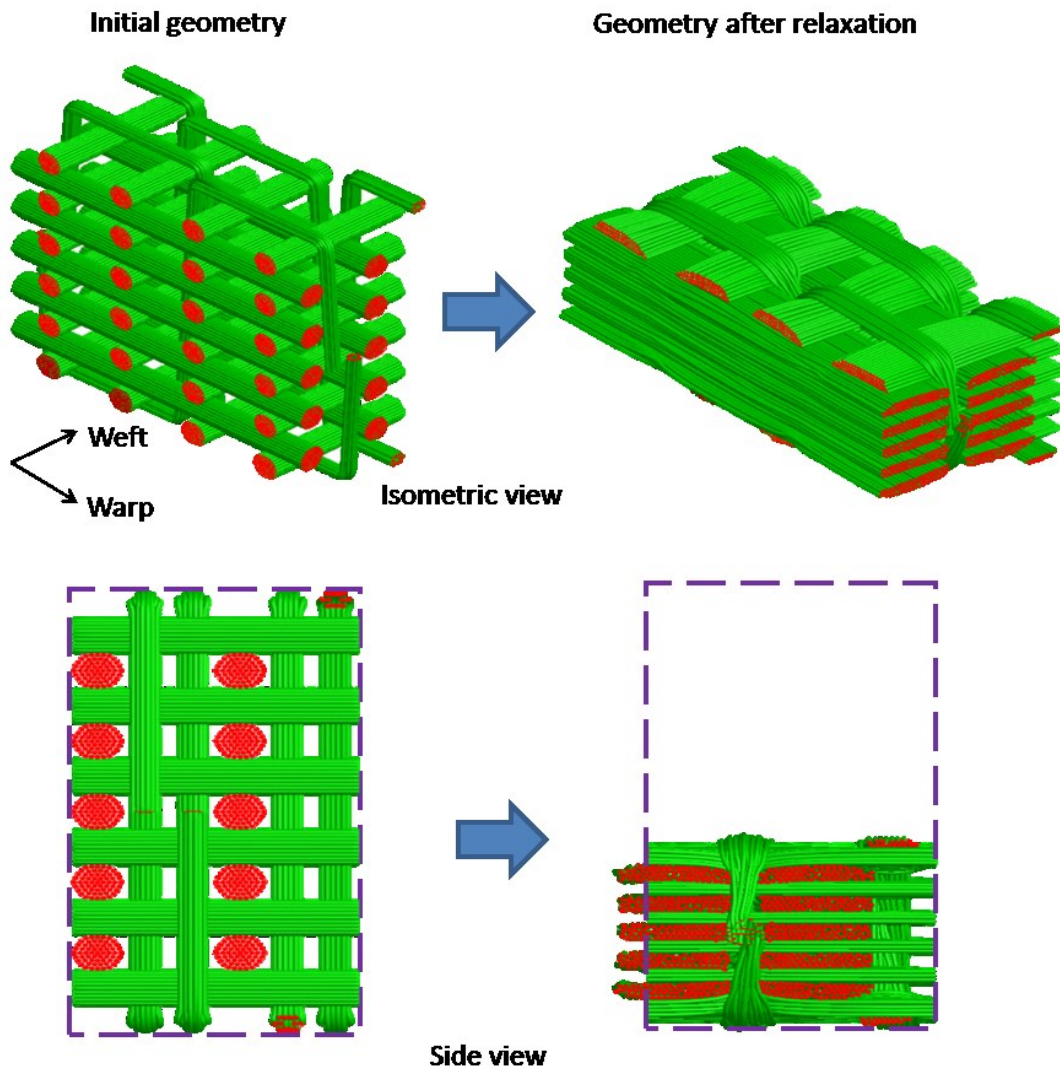 Initial geometry
Geometry after relaxation
Weft
Warp
Isometric view
Side view